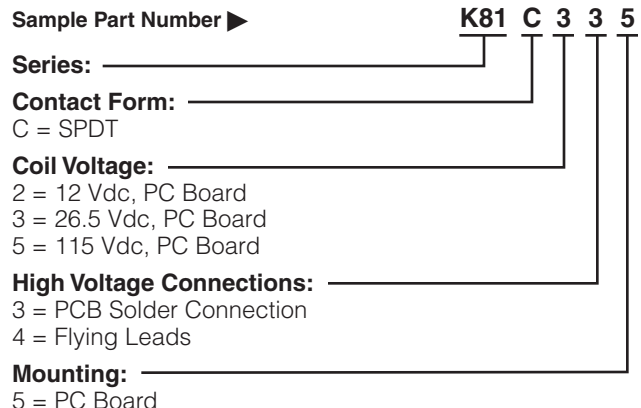 Sample Part Number ▶ K81 C 3 3 5
Series:
Contact Form:
C = SPDT
Coil Voltage:
2 = 12 Vdc, PC Board
3 = 26.5 Vdc, PC Board
5 = 115 Vdc, PC Board
High Voltage Connections:
3 = PCB Solder Connection
4 = Flying Leads
Mounting:
5 = PC Board